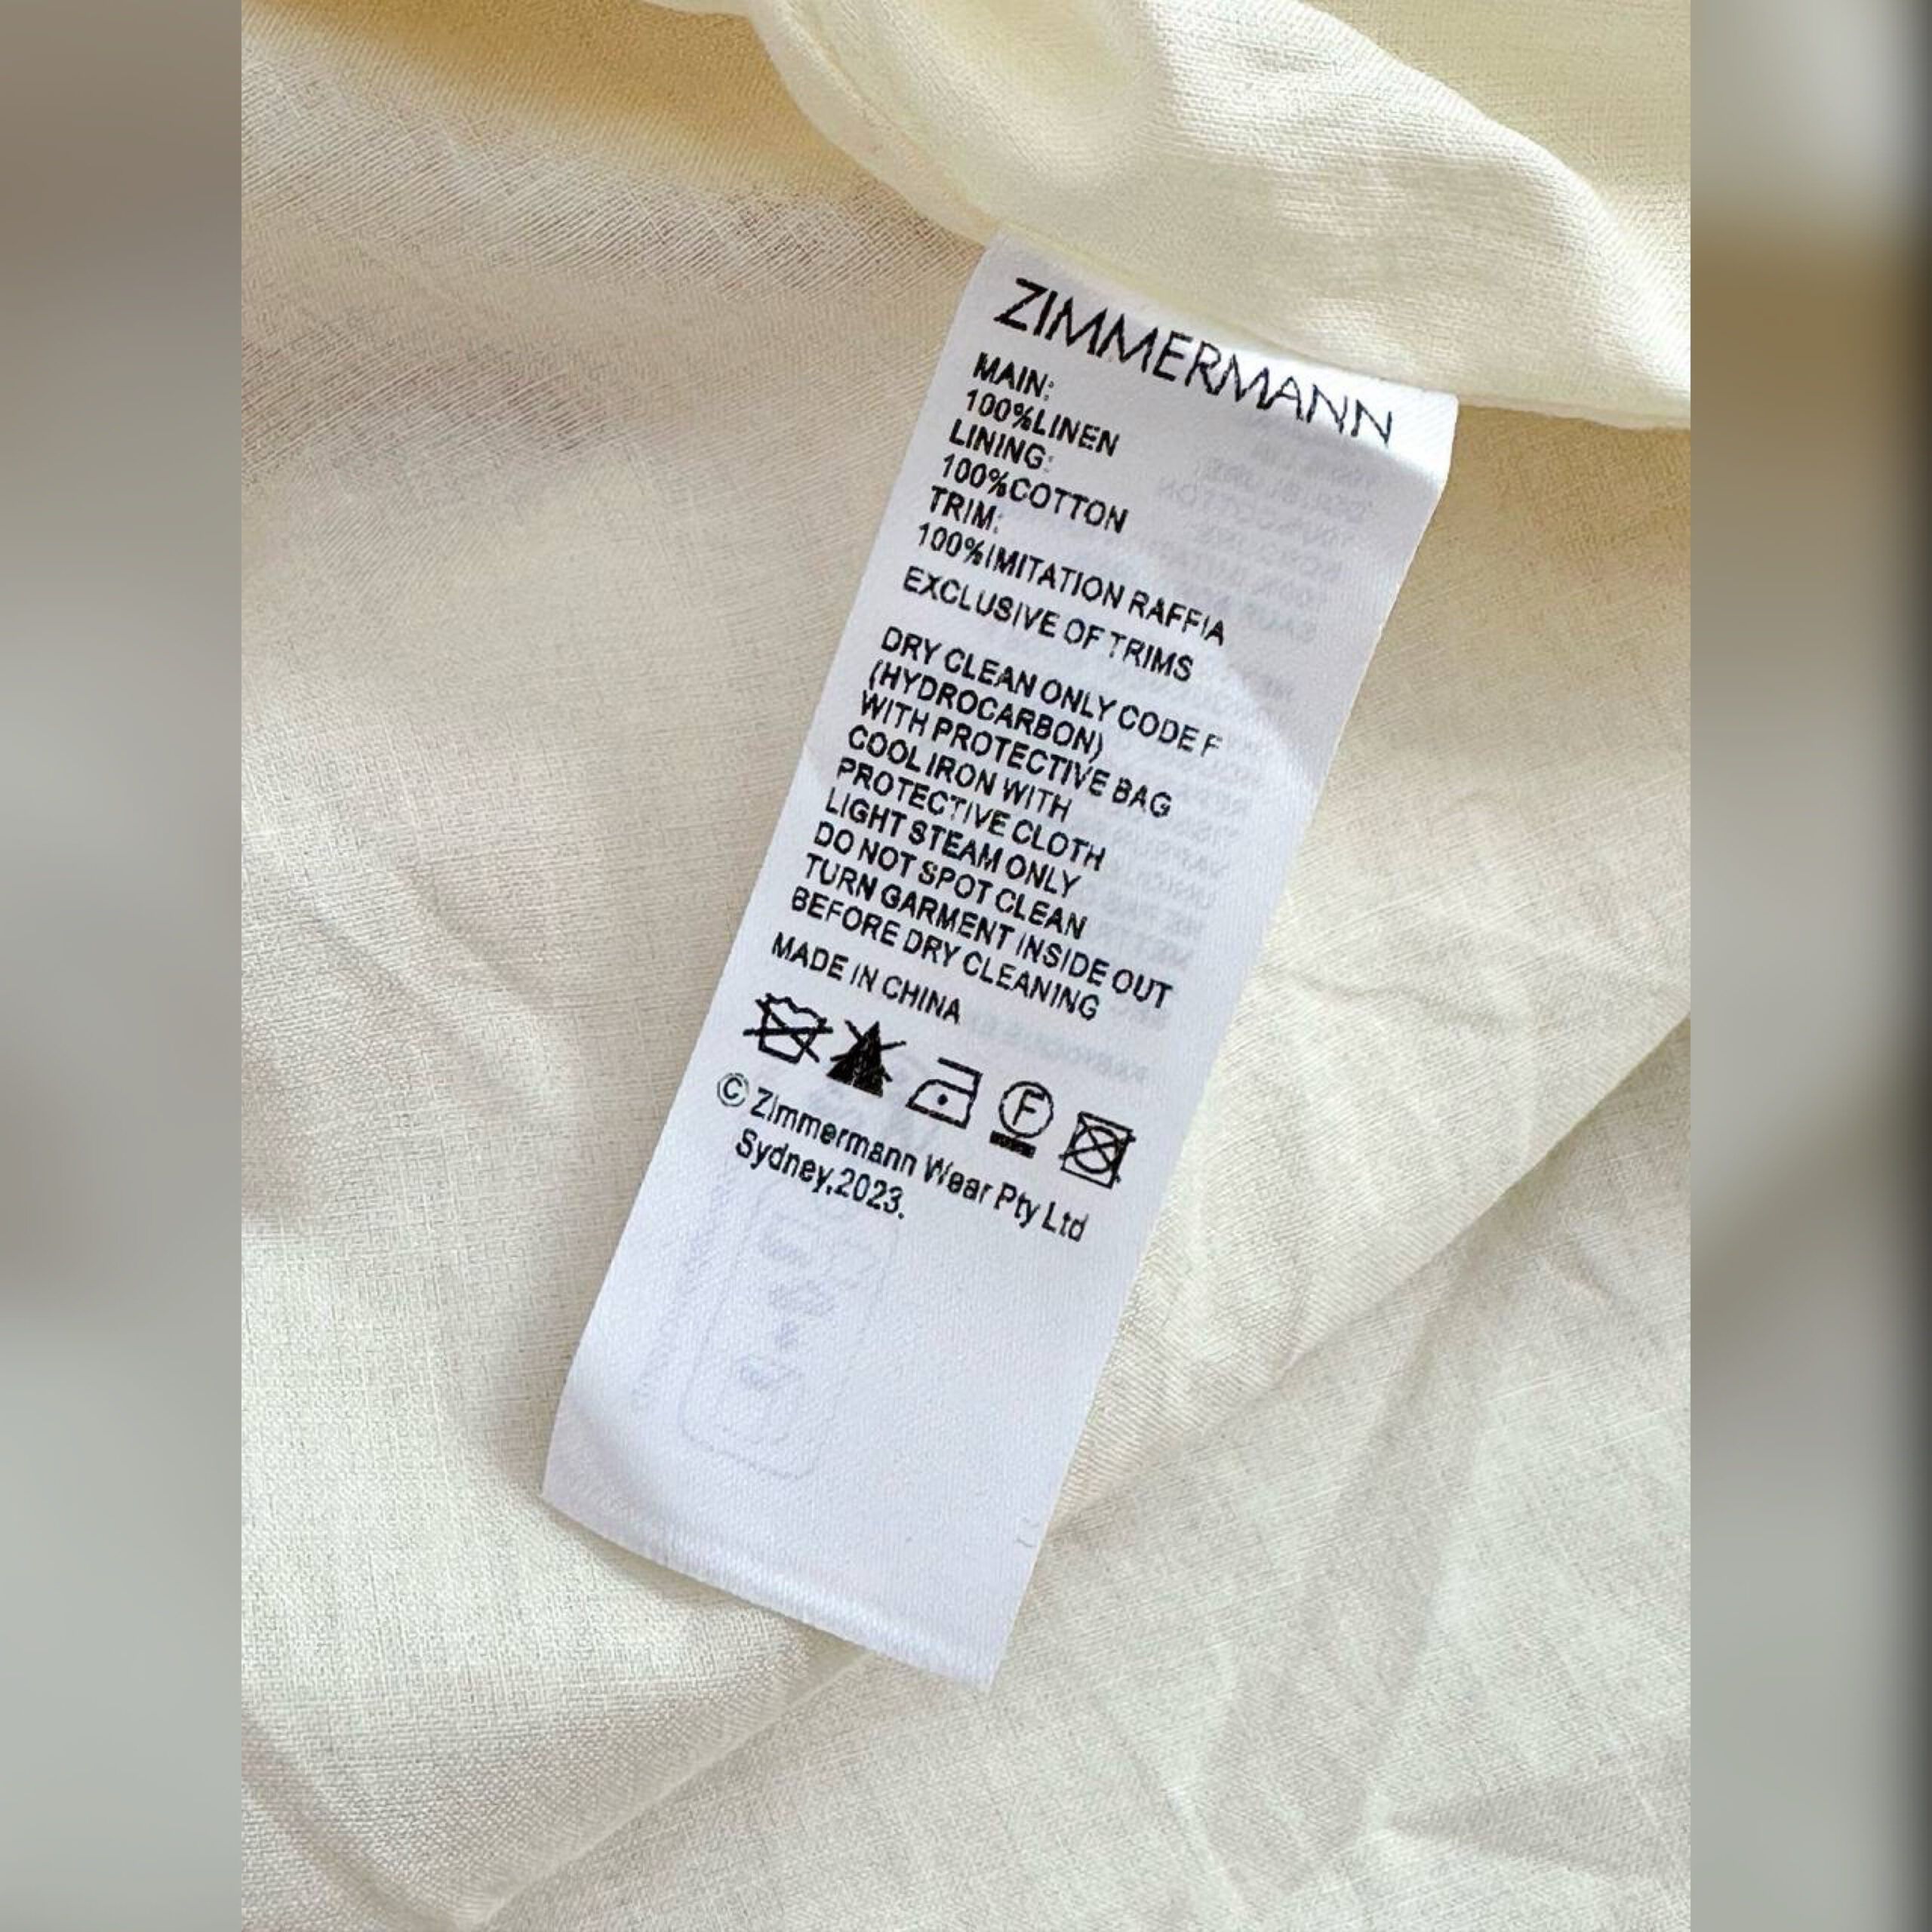 ZIMMERMANN
MAIN:
100%LINEN
LINING:
100%COTTON
TRIM:
100%IMITATION RAFFIA
EXCLUSIVE OF TRIMS
DRY CLEAN ONLY CODE F
(HYDROCARBON)
WITH PROTECTIVE BAG
COOL IRON WITH
PROTECTIVE CLOTH
LIGHT STEAM ONLY
DO NOT SPOT CLEAN
TURN GARMENT INSIDE OUT
BEFORE DRY CLEANING
MADE IN CHINA
F
© Zimmermann Wear Pty Ltd
Sydney,2023.